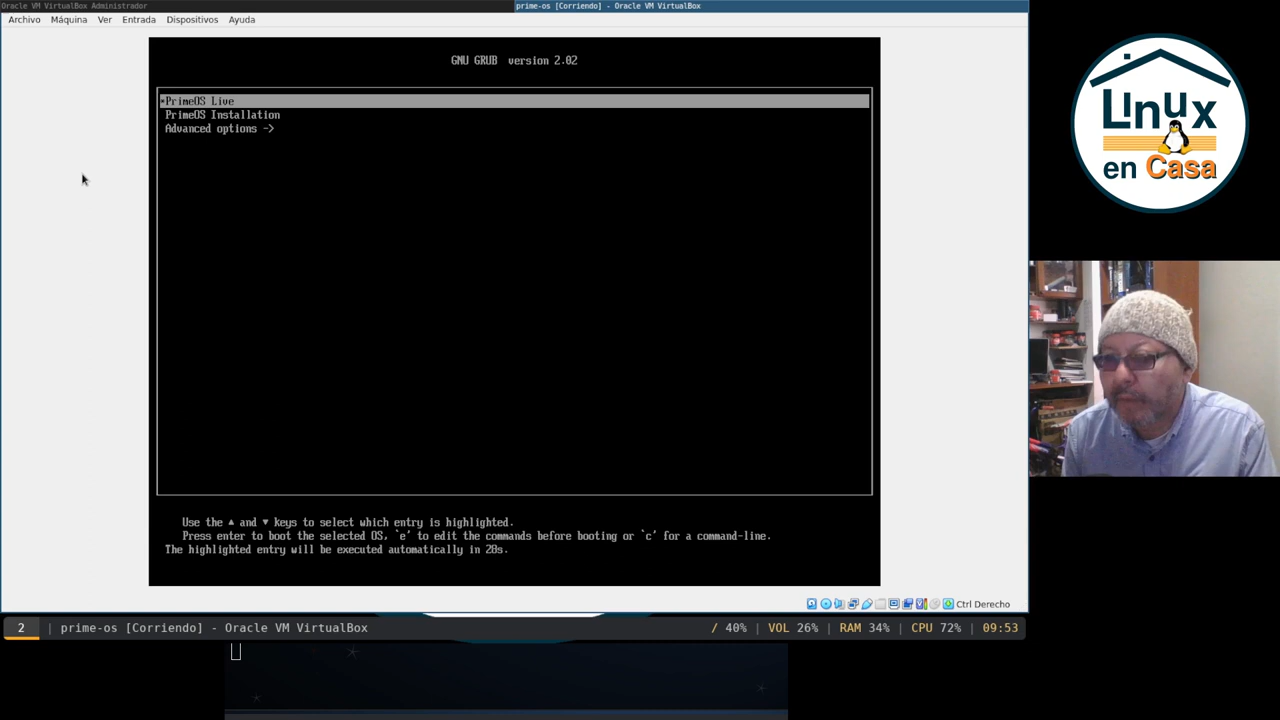 Oracle VM VirtualBox Administrador
prime-os [Corriendo] - Oracle VM VirtualBox
Archivo Máquina Ver Entrada Dispositivos Ayuda
GNU GRUB version 2.02
*PrimeOS Live
PrimeOS Installation
Advanced options ->
Use the ▲ and ▼ keys to select which entry is highlighted.
Press enter to boot the selected OS, `e' to edit the commands before booting or `c' for a command-line.
The highlighted entry will be executed automatically in 28s.
Ctrl Derecho
2 | prime-os [Corriendo] - Oracle VM VirtualBox
/ 40% | VOL 26% | RAM 34% | CPU 72% | 09:53
Linux
en Casa